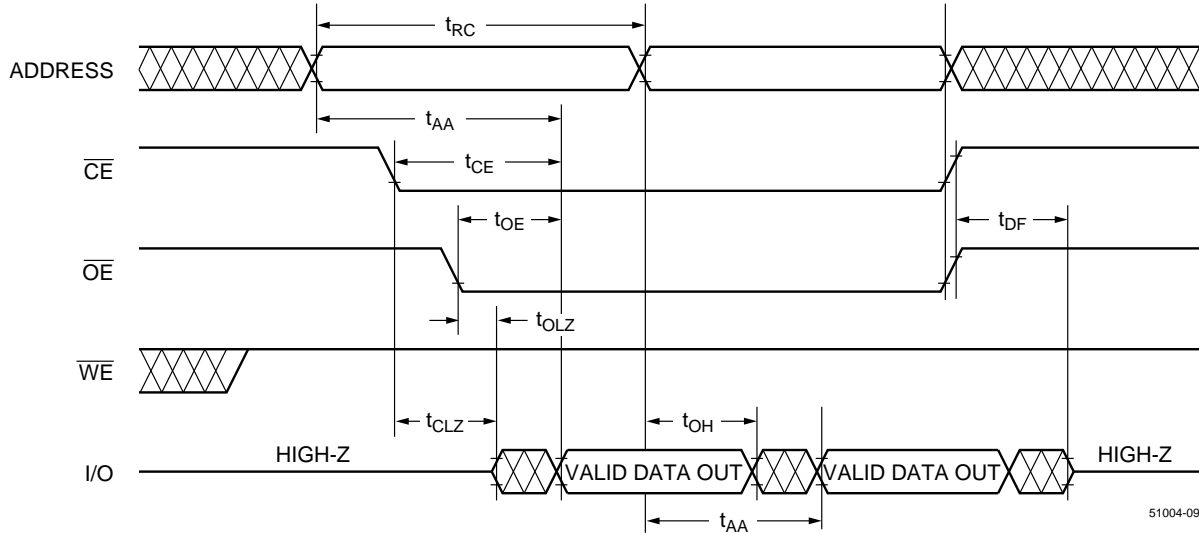 tRC
ADDRESS
tAA
CE
tCE
tOE
tDF
OE
tOLZ
WE
tCLZ
tOH
HIGH-Z
VALID DATA OUT
VALID DATA OUT
HIGH-Z
I/O
tAA
51004-09